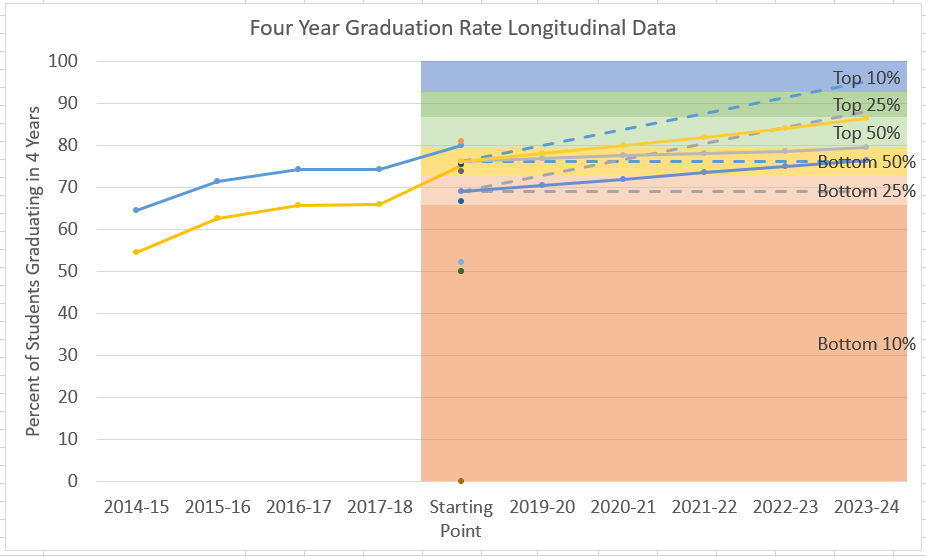 Four Year Graduation Rate Longitudinal Data
Percent of Students Graduating in 4 Years
100
90
80
70
60
50
40
30
20
10
0
Top 10%
Top 25%
Top 50%
Bottom 50%
Bottom 25%
Bottom 10%
2014-15 2015-16 2016-17 2017-18 Starting 2019-20 2020-21 2021-22 2022-23 2023-24
Point